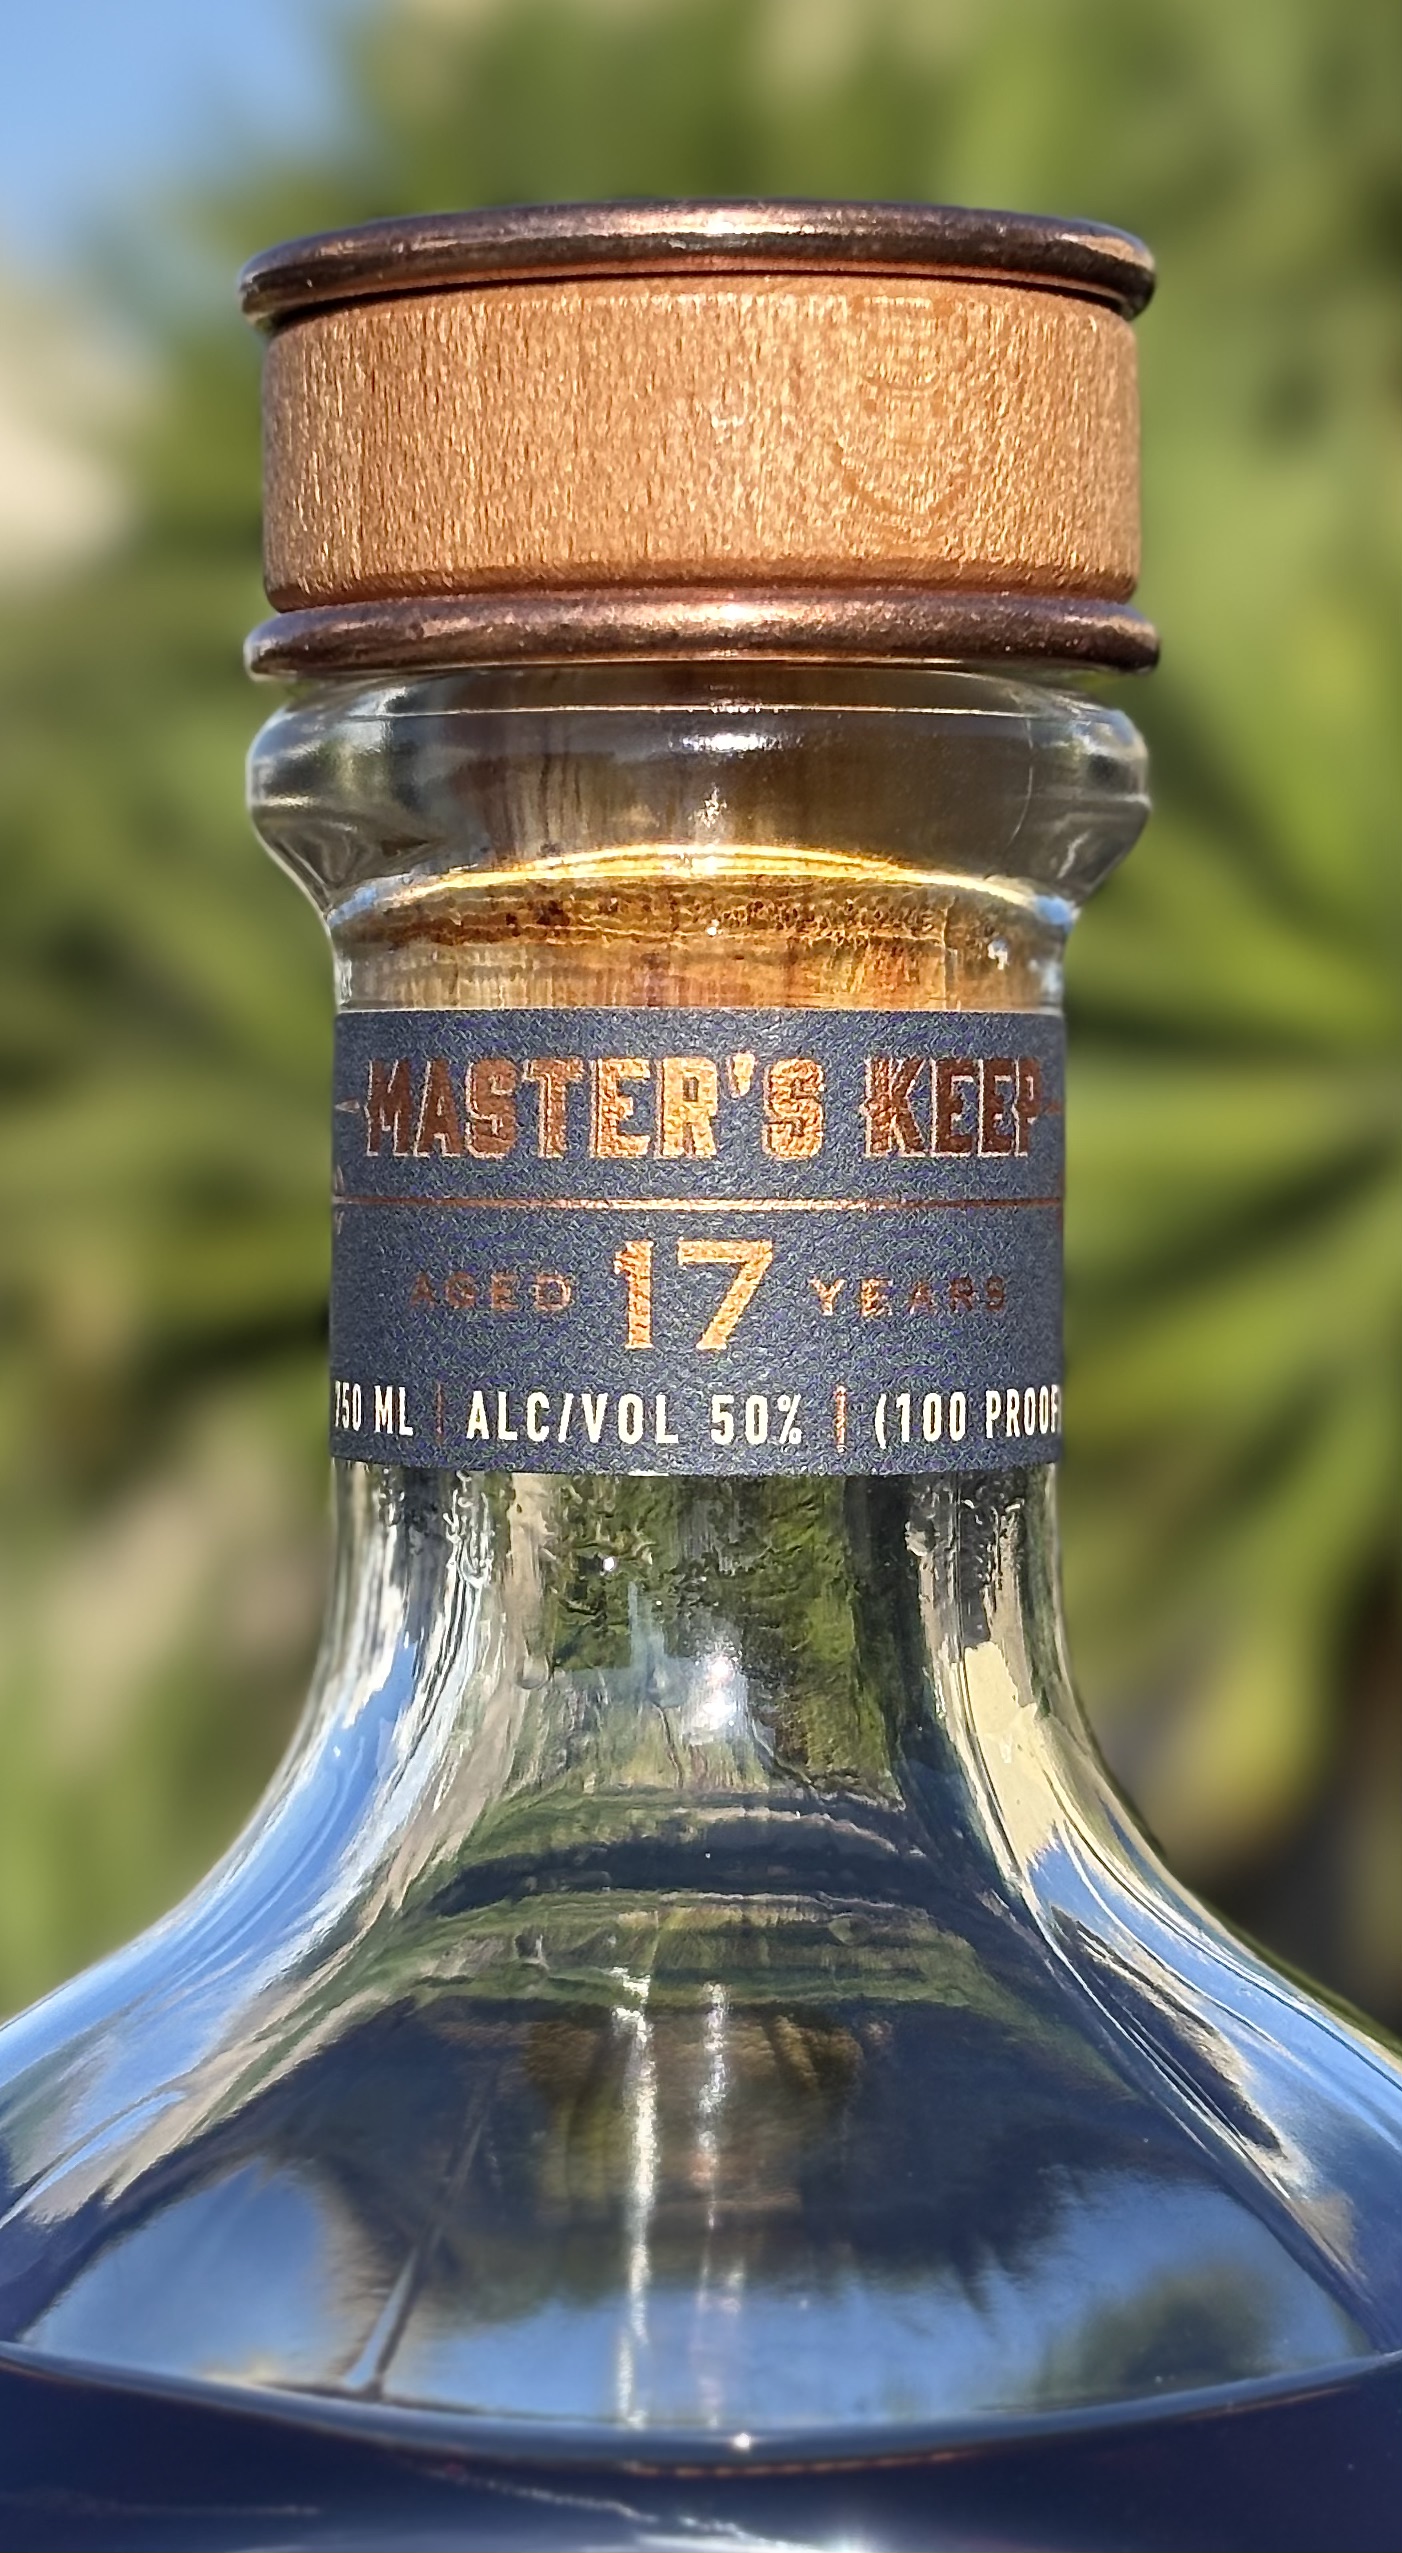 MASTER'S KEEP
AGED 17 YEARS
750 ML | ALC/VOL 50% | (100 PROOF